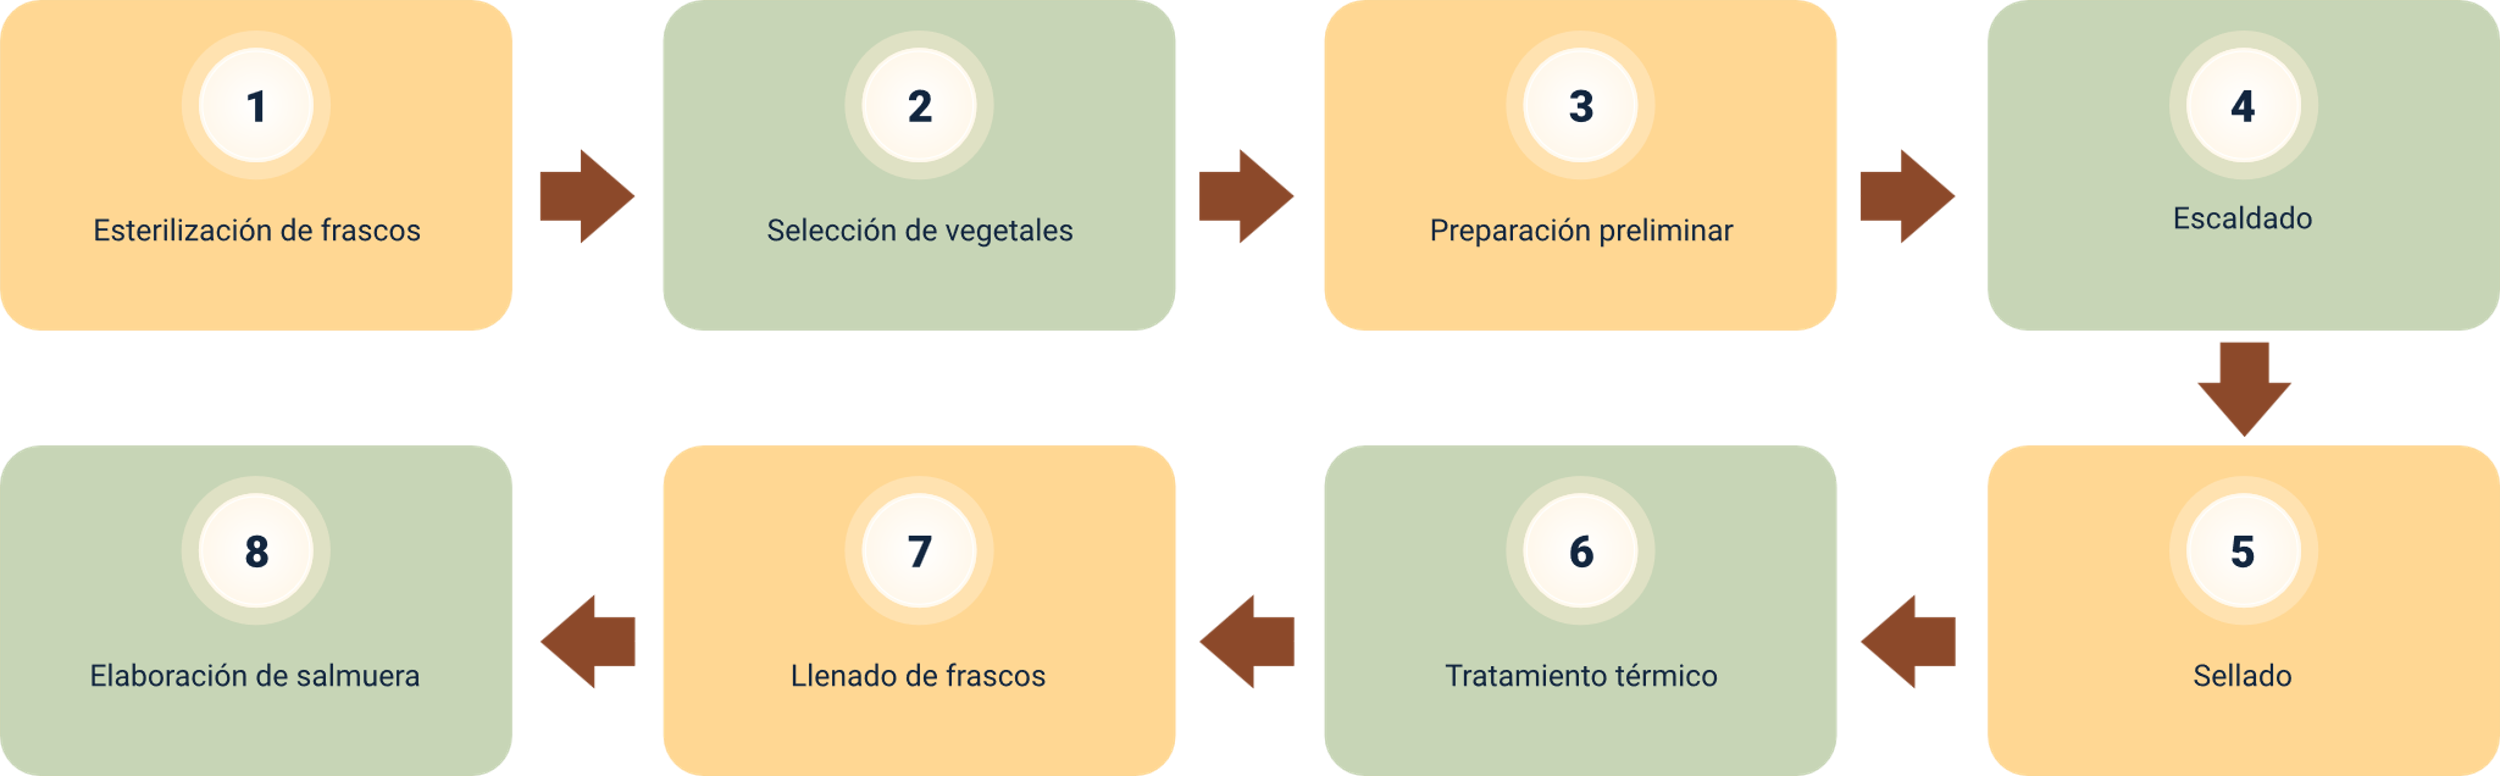 1
Esterilización de frascos
2
Selección de vegetales
3
Preparación preliminar
4
Escaldado
5
Sellado
6
Tratamiento térmico
7
Llenado de frascos
8
Elaboración de salmuera